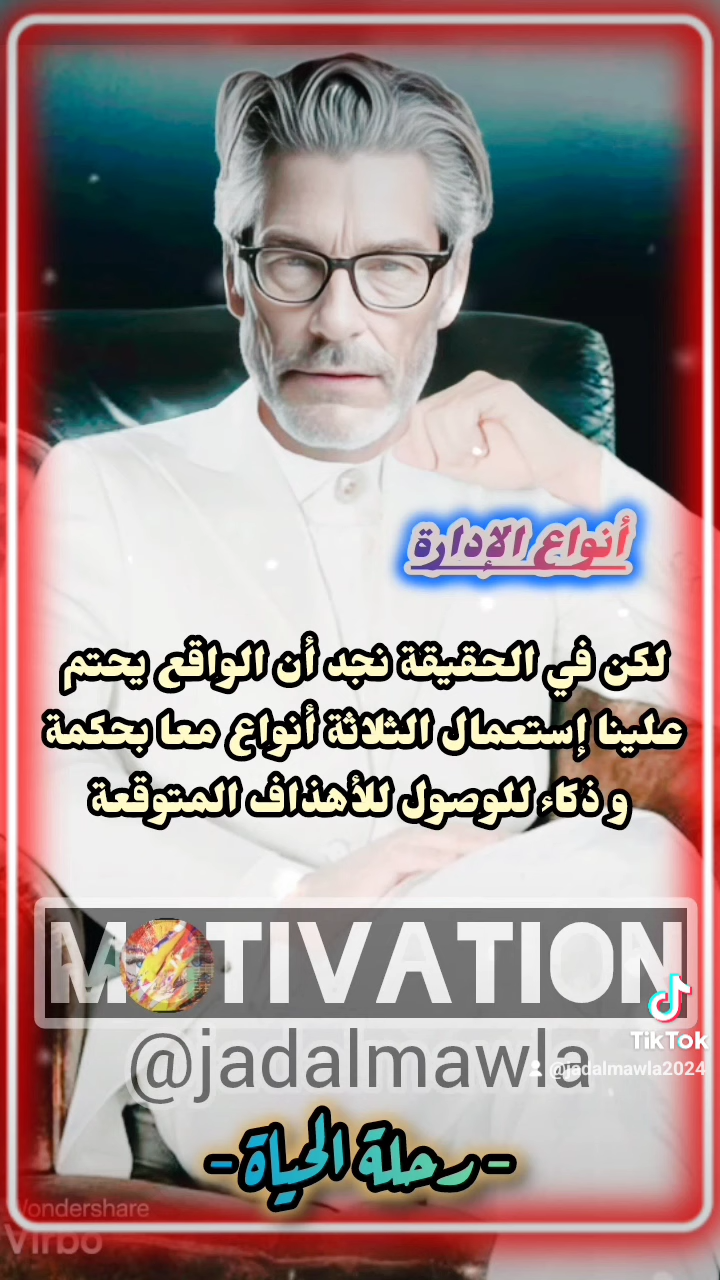 أنواع الإدارة
لكن في الحقيقة نجد أن الواقع يحتم
علينا إستعمال الثلاثة أنواع معا بحكمة
و ذكاء للوصول للأهذاف المتوقعة
MOTIVATION
TikTok
@jadalmawla
@jadalmawla2024
-رحلة الحياة-
Wondershare
Virbo